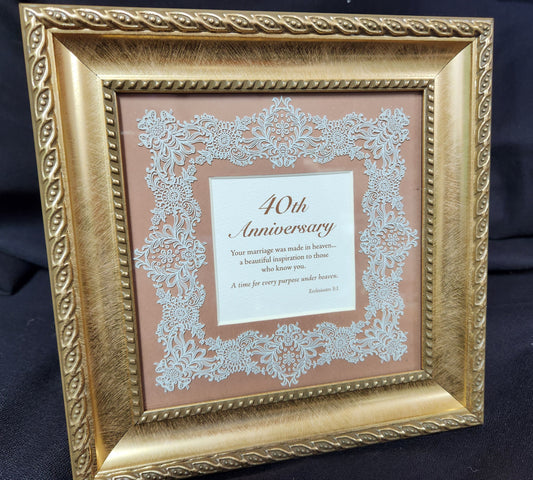 40th
Anniversary
Your marriage was made in heaven...
a beautiful inspiration to those
who know you.
A time for every purpose under heaven.
Ecclesiastes 3:1